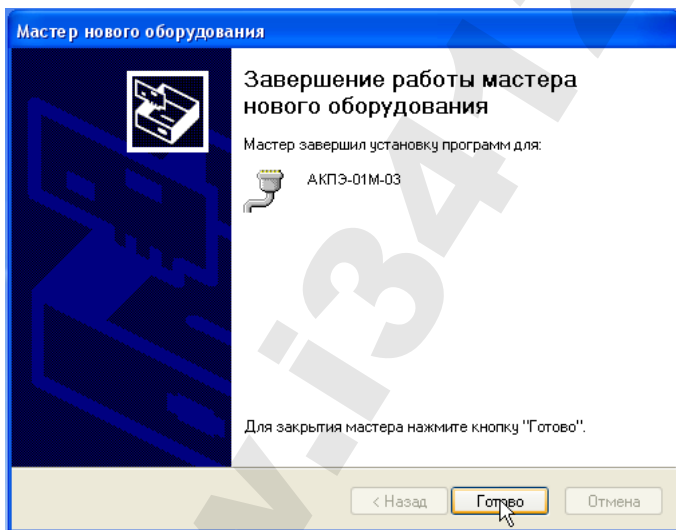 Мастер нового оборудования
Завершение работы мастера
нового оборудования
Мастер завершил установку программ для:
АКПЭ-01М-03
Для закрытия мастера нажмите кнопку "Готово".
< Назад
Готово
Отмена